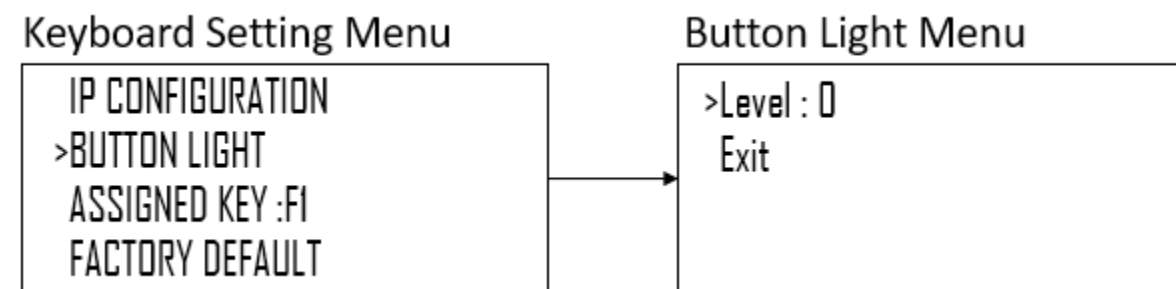 Keyboard Setting Menu
IP CONFIGURATION
>BUTTON LIGHT
ASSIGNED KEY :F1
FACTORY DEFAULT
Button Light Menu
>Level : 0
Exit